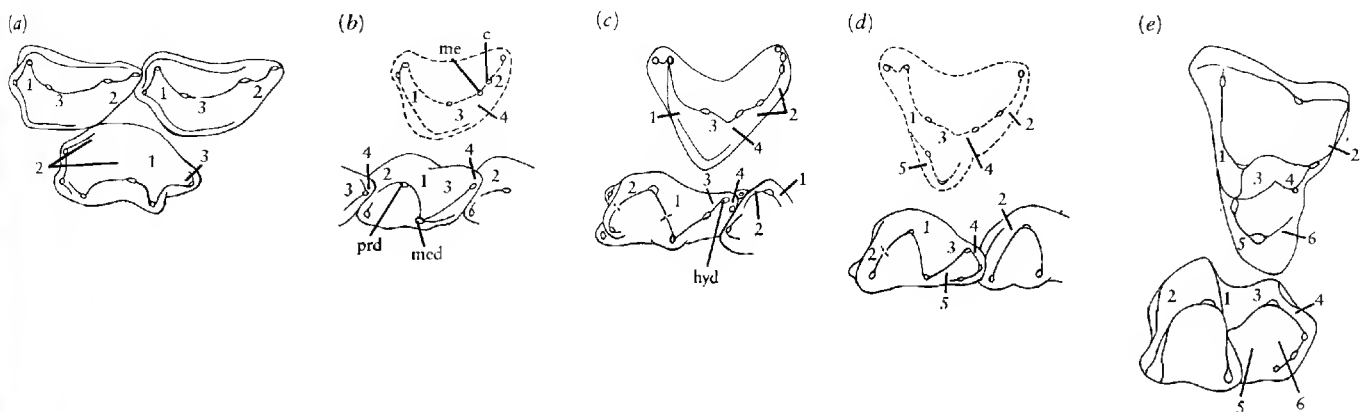 (a)
1 3 2 1 3 2
2 1 3
(b)
me c
1 2 3 4
4 2 1 3 4 2 3
prd med
(c)
1 3 2 4
2 1 3 4 1 2
hyd
(d)
1 3 2 4 5
2 1 3 4 5 2
(e)
1 2 3 4 5 6
2 1 3 4 5 6